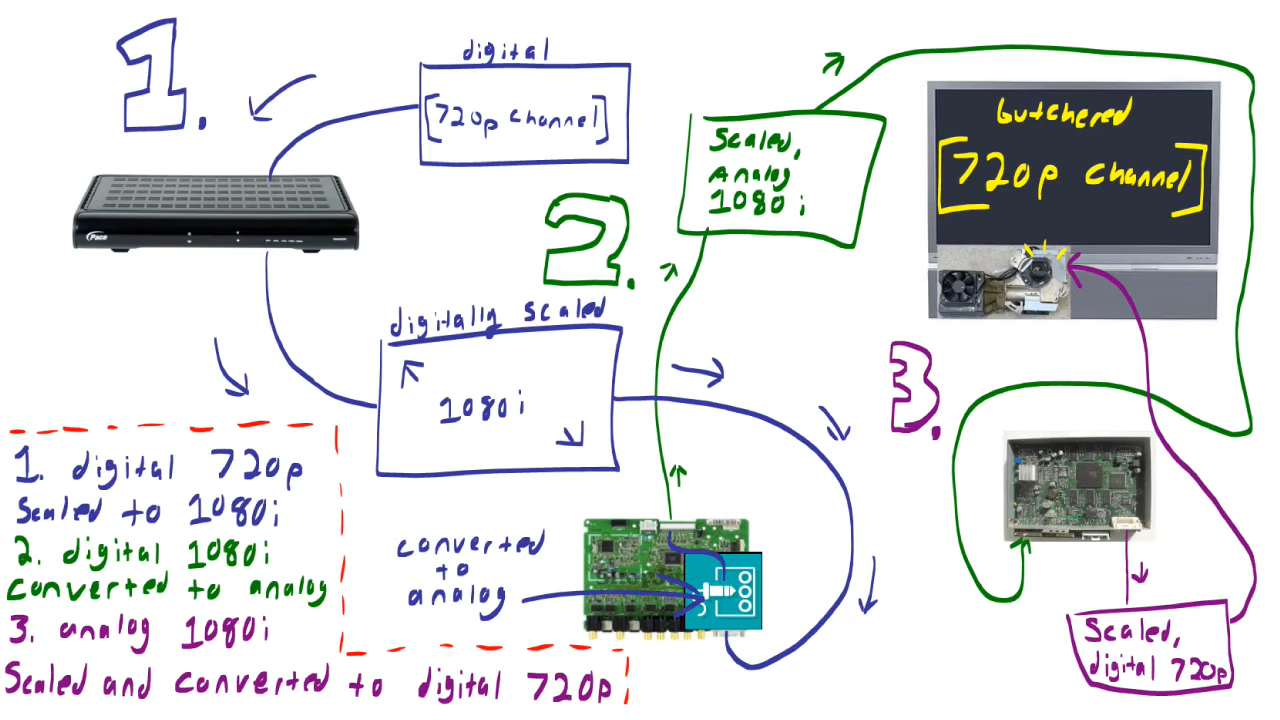 1.
digital
[720p channel]
Pace
digitally scaled
1080i
converted
to
analog
2.
Scaled,
Analog
1080i
butchered
[720p channel]
3.
Scaled,
digital 720p
1. digital 720p
Scaled to 1080i
2. digital 1080i
converted to analog
3. analog 1080i
Scaled and converted to digital 720p